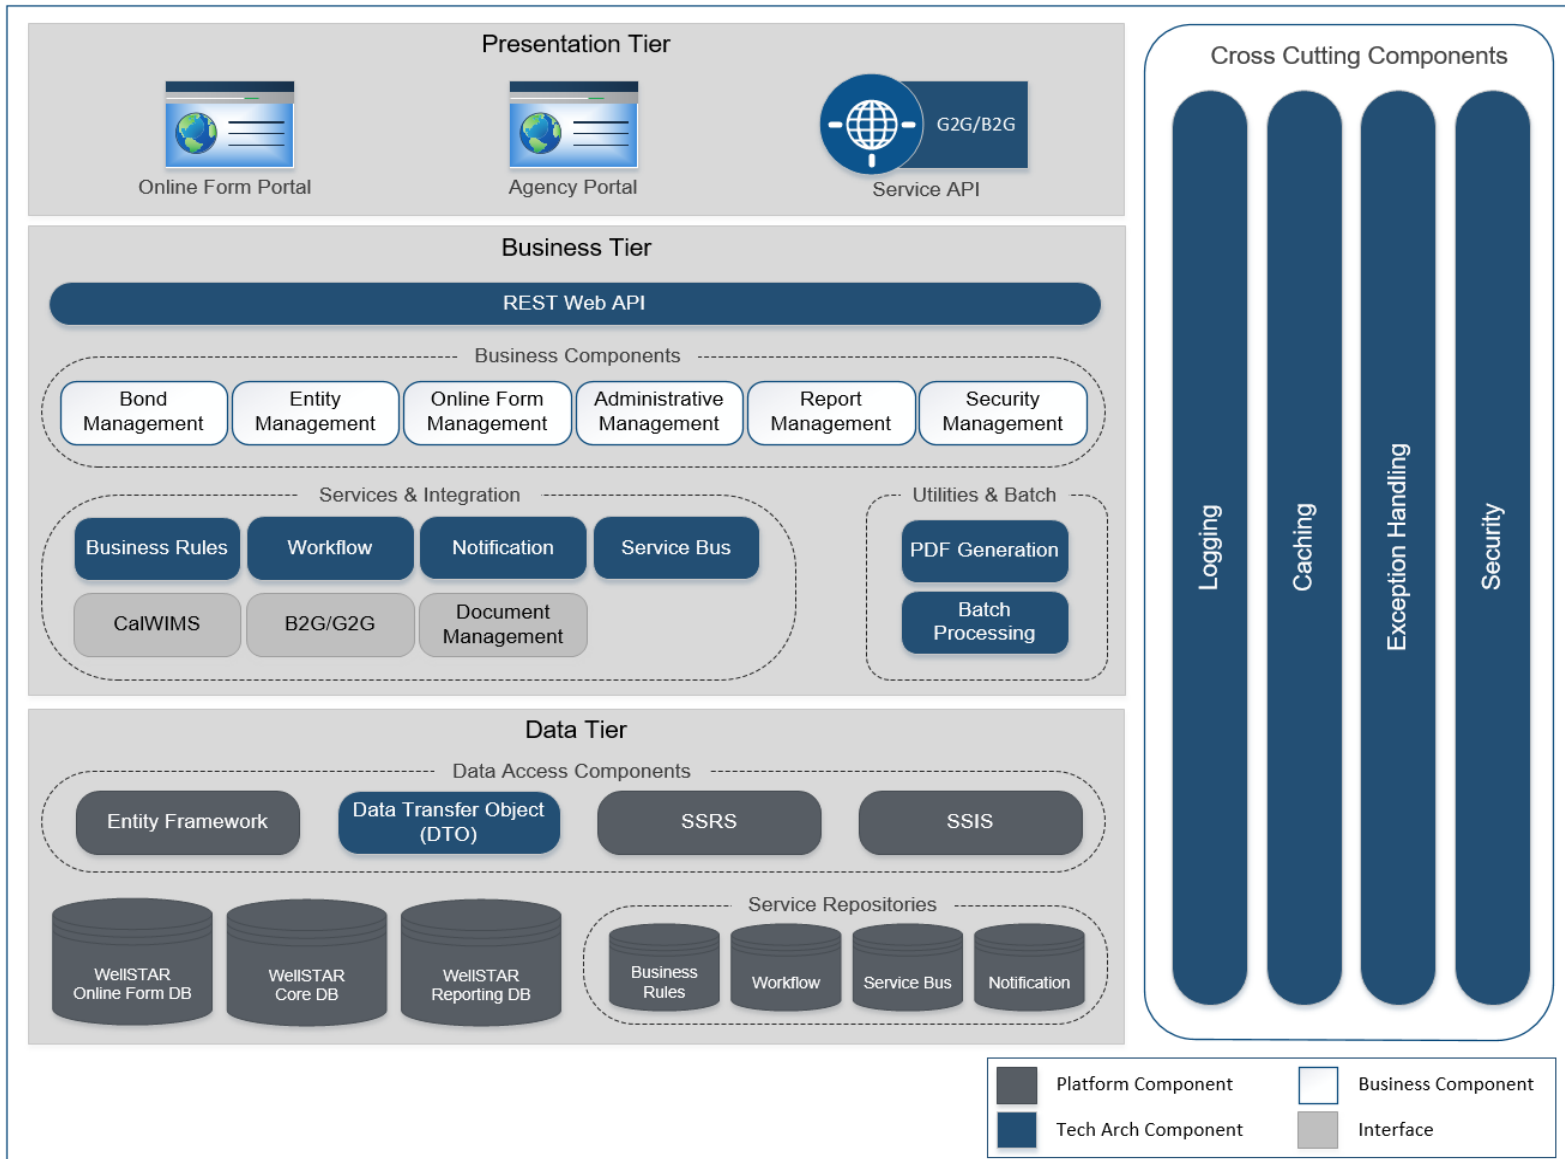 Presentation Tier
Online Form Portal
Agency Portal
G2G/B2G
Service API
Business Tier
REST Web API
Business Components
Bond
Management
Entity
Management
Online Form
Management
Administrative
Management
Report
Management
Security
Management
Services & Integration
Business Rules
Workflow
Notification
Service Bus
CalWIMS
B2G/G2G
Document
Management
Utilities & Batch
PDF Generation
Batch
Processing
Data Tier
Data Access Components
Entity Framework
Data Transfer Object
(DTO)
SSRS
SSIS
WellSTAR
Online Form DB
WellSTAR
Core DB
WellSTAR
Reporting DB
Service Repositories
Business
Rules
Workflow
Service Bus
Notification
Cross Cutting Components
Logging
Caching
Exception Handling
Security
Platform Component
Business Component
Tech Arch Component
Interface